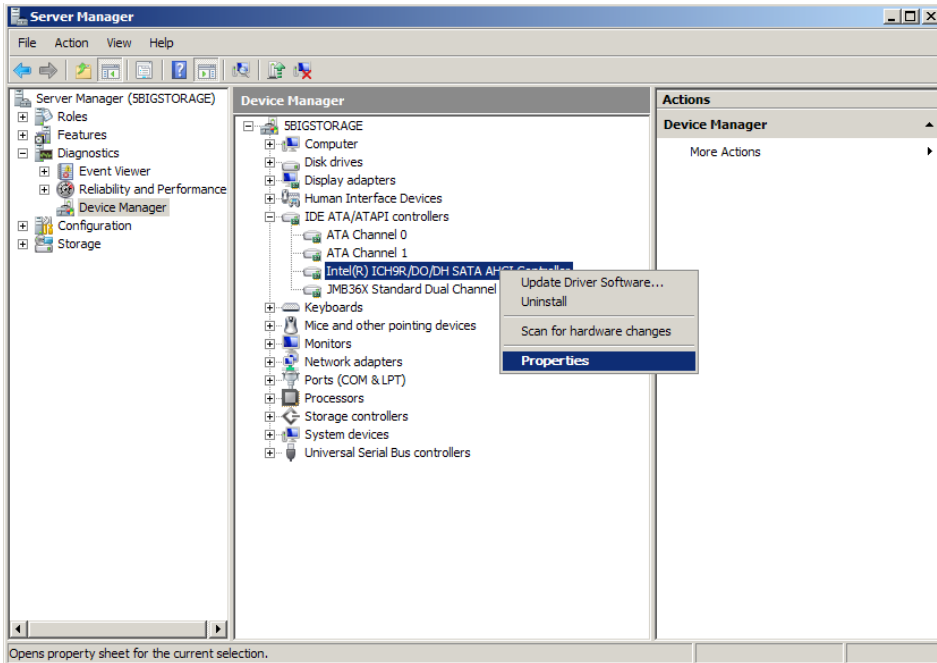 Server Manager
File Action View Help
Server Manager (5BIGSTORAGE)
Roles
Features
Diagnostics
Event Viewer
Reliability and Performance
Device Manager
Configuration
Storage
Device Manager
5BIGSTORAGE
Computer
Disk drives
Display adapters
Human Interface Devices
IDE ATA/ATAPI controllers
ATA Channel 0
ATA Channel 1
Intel(R) ICH9R/DO/DH SATA AHCI Controller
JMB36X Standard Dual Channel
Keyboards
Mice and other pointing devices
Monitors
Network adapters
Ports (COM & LPT)
Processors
Storage controllers
System devices
Universal Serial Bus controllers
Update Driver Software...
Uninstall
Scan for hardware changes
Properties
Actions
Device Manager
More Actions
Opens property sheet for the current selection.